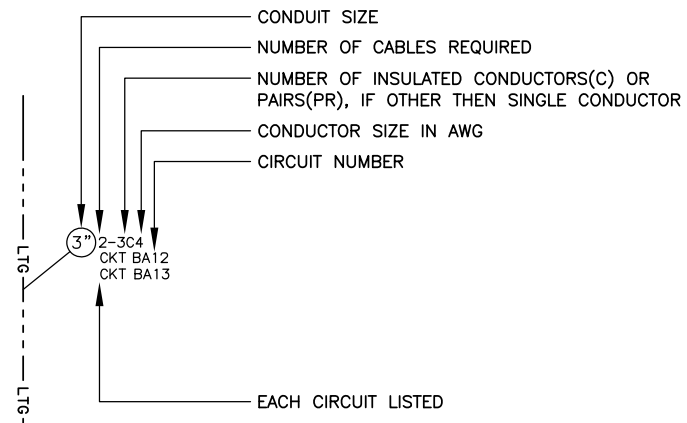 CONDUIT SIZE
NUMBER OF CABLES REQUIRED
NUMBER OF INSULATED CONDUCTORS(C) OR
PAIRS(PR), IF OTHER THEN SINGLE CONDUCTOR
CONDUCTOR SIZE IN AWG
CIRCUIT NUMBER
3" 2-3C4
CKT BA12
CKT BA13
LTG
LTG
EACH CIRCUIT LISTED